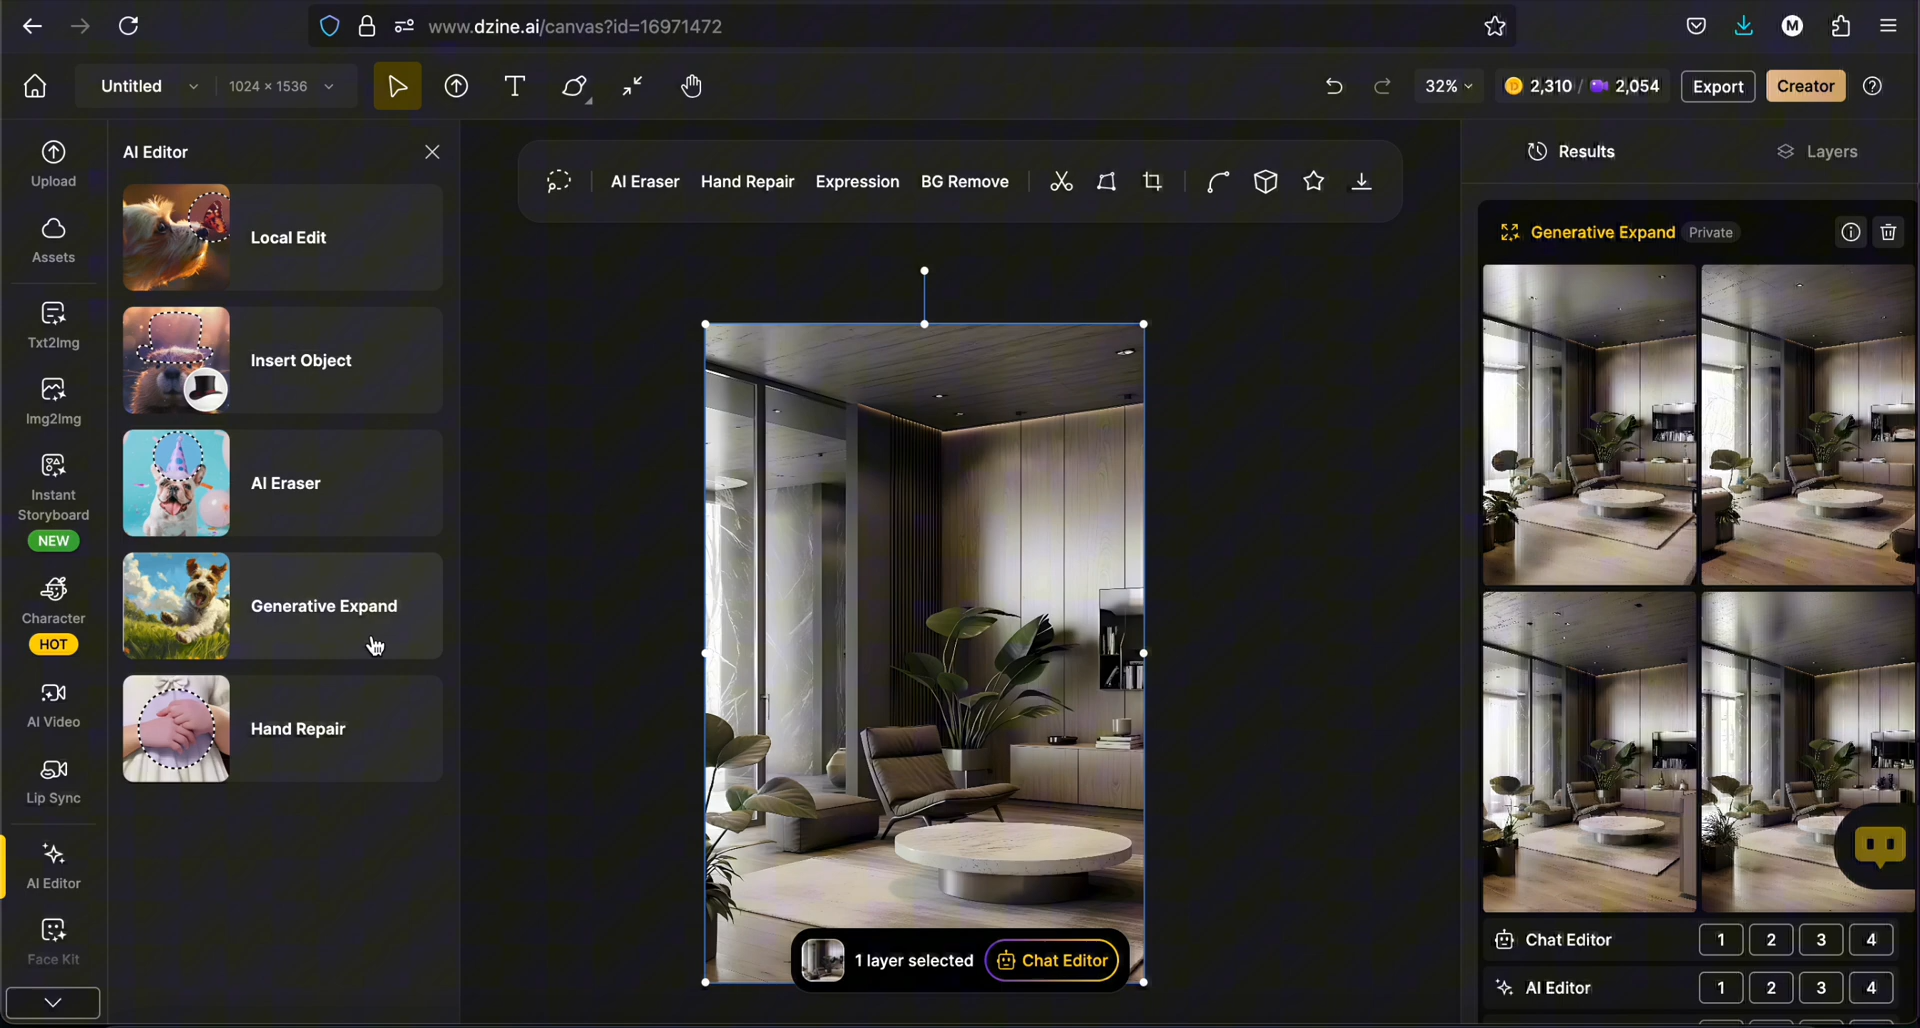 www.dzine.ai/canvas?id=16971472
M
Untitled
1024 × 1536
T
32%
2,310 / 2,054
Export
Creator
Upload
Assets
Txt2Img
Img2Img
Instant
Storyboard
NEW
Character
HOT
AI Video
Lip Sync
AI Editor
Face Kit
AI Editor
Local Edit
Insert Object
AI Eraser
Generative Expand
Hand Repair
AI Eraser
Hand Repair
Expression
BG Remove
1 layer selected
Chat Editor
Results
Layers
Generative Expand
Private
Chat Editor 1 2 3 4
AI Editor 1 2 3 4